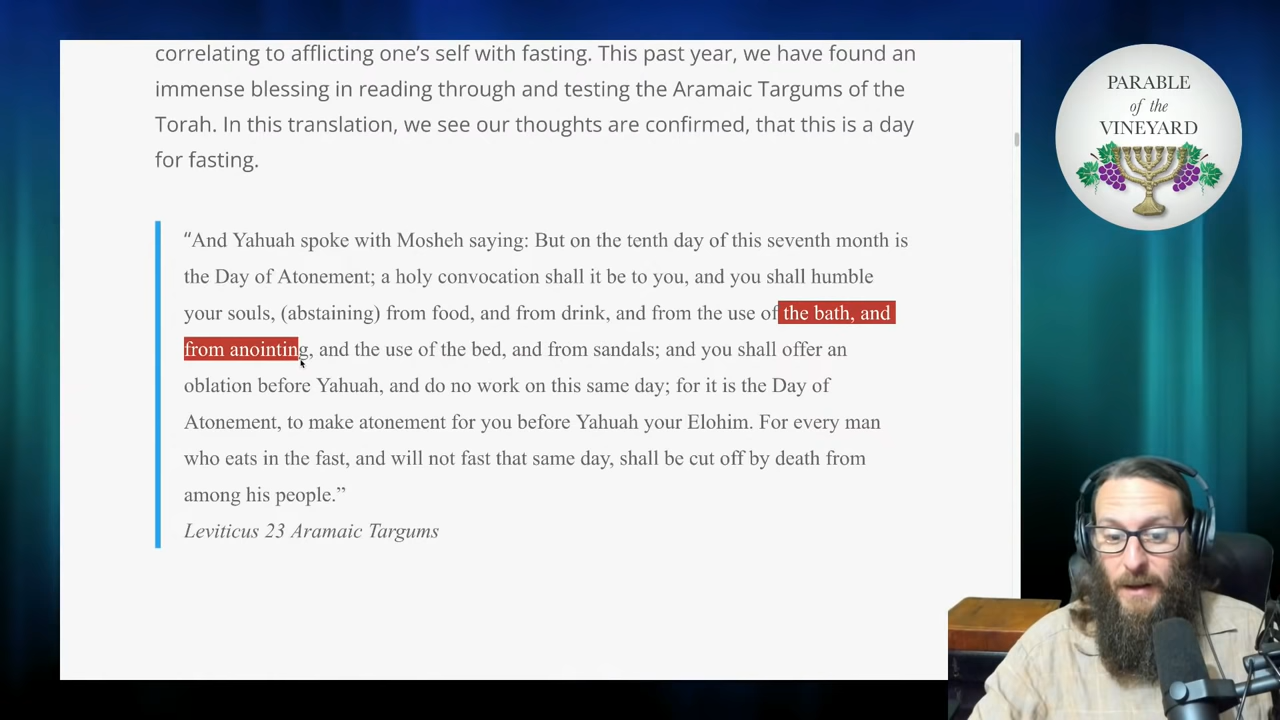 correlating to afflicting one’s self with fasting. This past year, we have found an
immense blessing in reading through and testing the Aramaic Targums of the
Torah. In this translation, we see our thoughts are confirmed, that this is a day
for fasting.
“And Yahuah spoke with Mosheh saying: But on the tenth day of this seventh month is
the Day of Atonement; a holy convocation shall it be to you, and you shall humble
your souls, (abstaining) from food, and from drink, and from the use of the bath, and
from anointing, and the use of the bed, and from sandals; and you shall offer an
oblation before Yahuah, and do no work on this same day; for it is the Day of
Atonement, to make atonement for you before Yahuah your Elohim. For every man
who eats in the fast, and will not fast that same day, shall be cut off by death from
among his people.”
Leviticus 23 Aramaic Targums
PARABLE
of the
VINEYARD